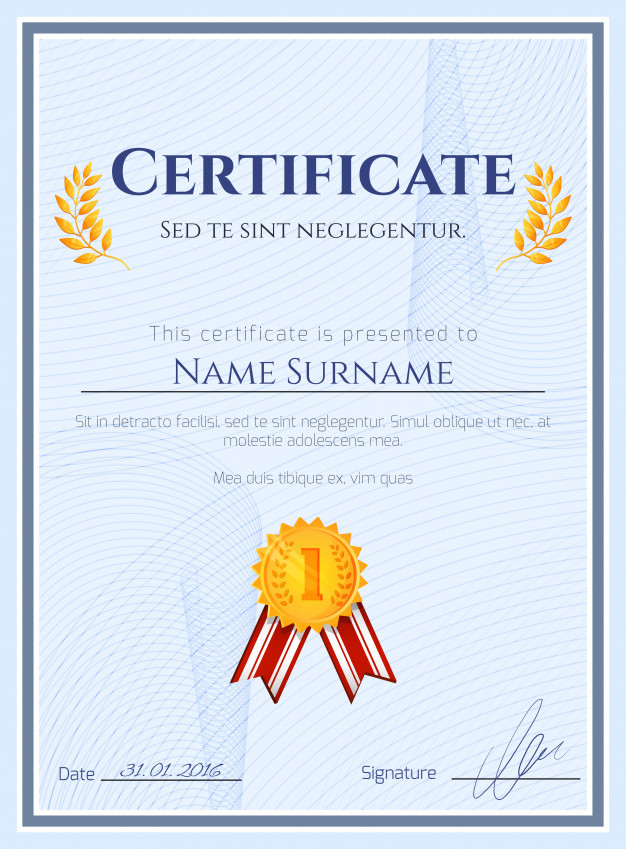 Certificate
Sed te sint neglegentur.
This certificate is presented to
Name Surname
Sit in detracto facilisi, sed te sint neglegentur. Simul oblique ut nec, at
molestie adolescens mea.
Mea duis tibique ex, vim quas
1
Date 31.01.2016 Signature